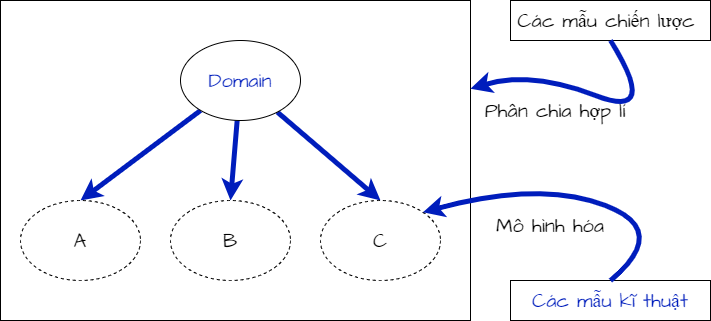 Các mẫu chiến lược
Domain
Phân chia hợp lí
A
B
C
Mô hình hóa
Các mẫu kĩ thuật